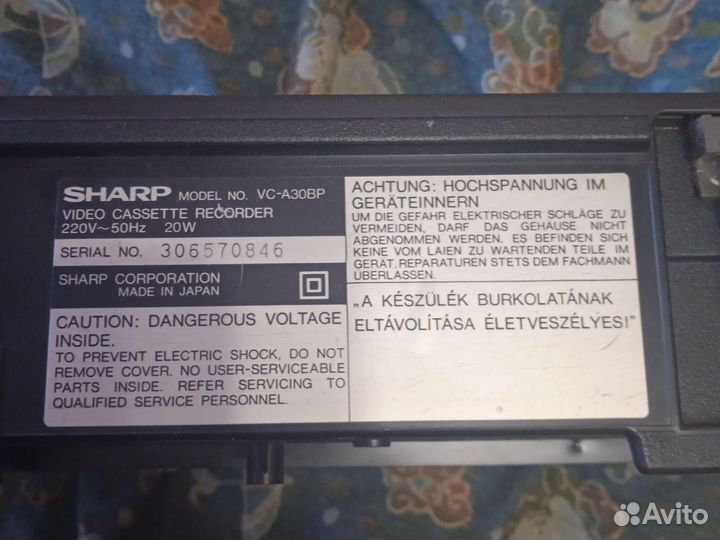 SHARP MODEL NO. VC-A30BP
VIDEO CASSETTE RECORDER
220V~50Hz 20W
SERIAL NO. 306570846
SHARP CORPORATION
MADE IN JAPAN
CAUTION: DANGEROUS VOLTAGE
INSIDE.
TO PREVENT ELECTRIC SHOCK, DO NOT
REMOVE COVER. NO USER-SERVICEABLE
PARTS INSIDE. REFER SERVICING TO
QUALIFIED SERVICE PERSONNEL.
ACHTUNG: HOCHSPANNUNG IM
GERÄTEINNERN
UM DIE GEFAHR ELEKTRISCHER SCHLÄGE ZU
VERMEIDEN, DARF DAS GEHÄUSE NICHT
ABGENOMMEN WERDEN. ES BEFINDEN SICH
KEINE VOM LAIEN ZU WARTENDEN TEILE IM
GERÄT. REPARATUREN STETS DEM FACHMANN
ÜBERLASSEN.
„A KÉSZÜLÉK BURKOLATÁNAK
ELTÁVOLÍTÁSA ÉLETVESZÉLYES!"
Avito